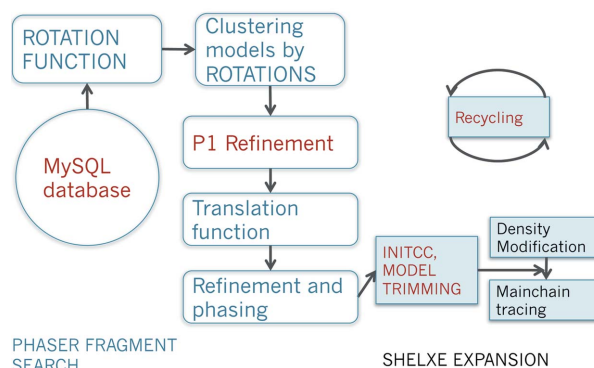 ROTATION
FUNCTION
Clustering
models by
ROTATIONS
MySQL
database
P1 Refinement
Translation
function
Refinement and
phasing
Recycling
INITCC,
MODEL
TRIMMING
Density
Modification
Mainchain
tracing
PHASER FRAGMENT
SEARCH
SHELXE EXPANSION